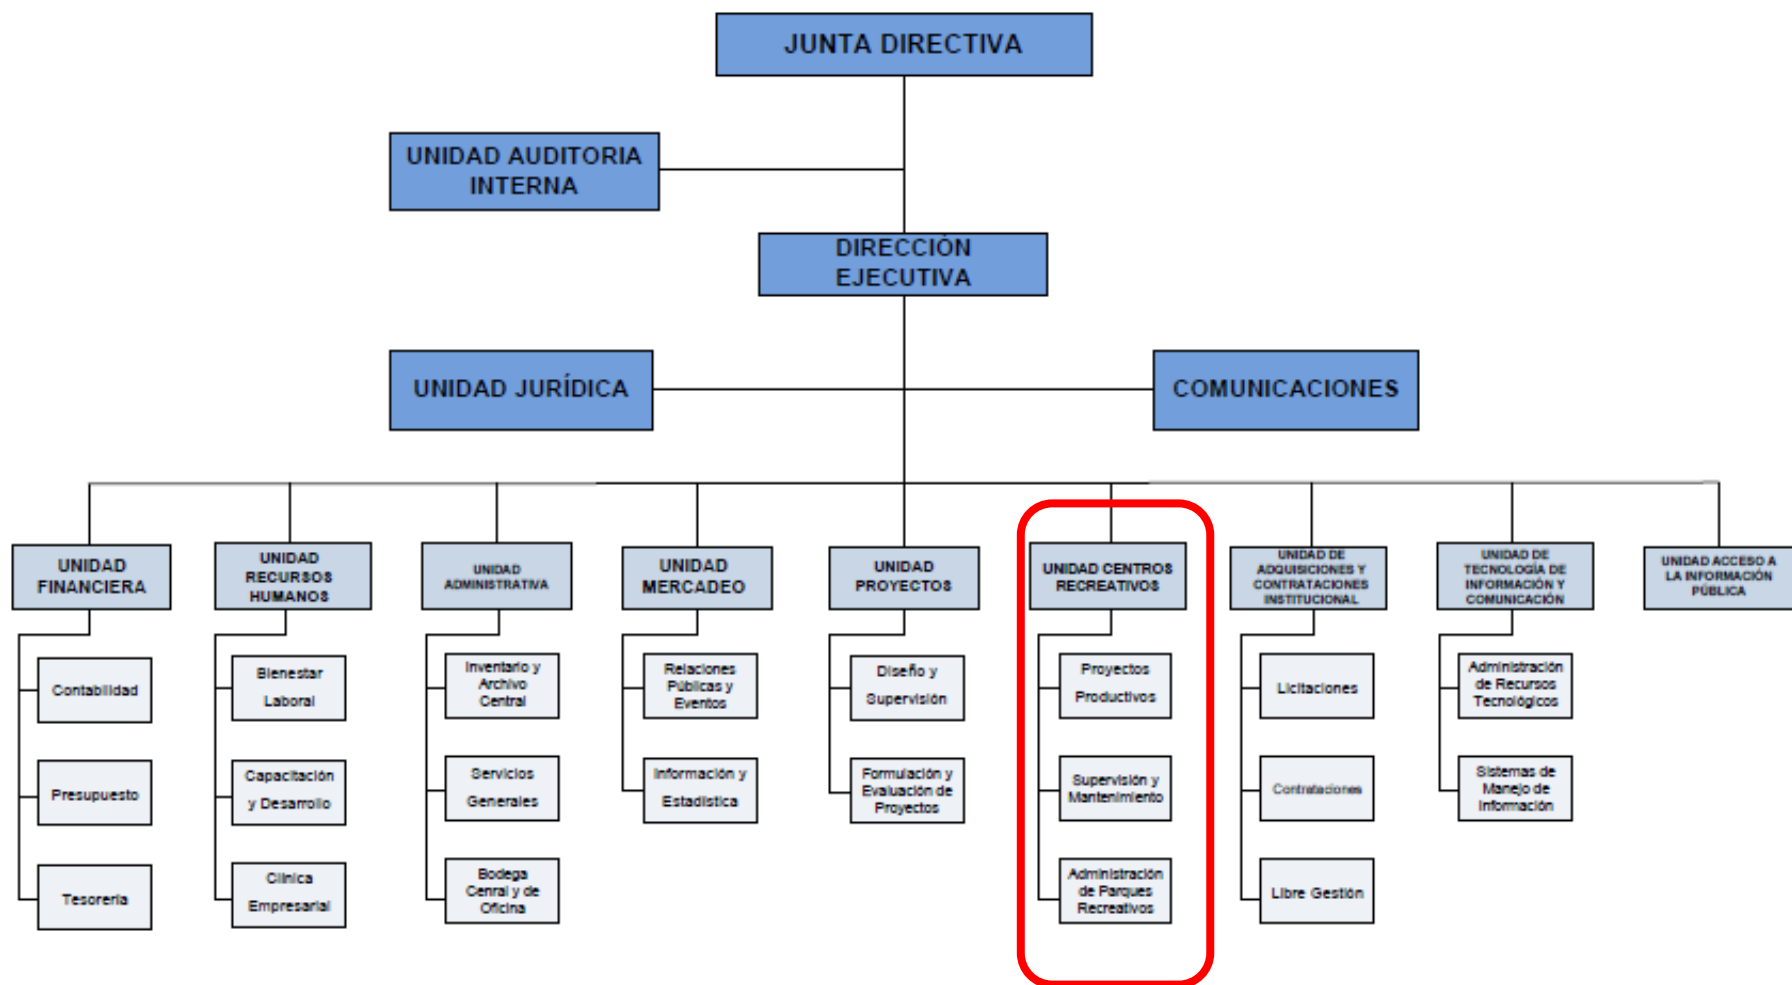 JUNTA DIRECTIVA
UNIDAD AUDITORIA
INTERNA
DIRECCIÓN
EJECUTIVA
UNIDAD JURÍDICA
COMUNICACIONES
UNIDAD
FINANCIERA
UNIDAD
RECURSOS
HUMANOS
UNIDAD
ADMINISTRATIVA
UNIDAD
MERCADEO
UNIDAD
PROYECTOS
UNIDAD CENTROS
RECREATIVOS
UNIDAD DE
ADQUISICIONES Y
CONTRATACIONES
INSTITUCIONAL
UNIDAD DE
TECNOLOGÍA DE
INFORMACIÓN Y
COMUNICACIÓN
UNIDAD ACCESO A
LA INFORMACIÓN
PÚBLICA
Contabilidad
Presupuesto
Tesorería
Bienestar
Laboral
Capacitación
y Desarrollo
Clínica
Empresarial
Inventario y
Archivo
Central
Servicios
Generales
Bodega
Cenral y de
Oficina
Relaciones
Públicas y
Eventos
Información y
Estadística
Diseño y
Supervisión
Formulación y
Evaluación de
Proyectos
Proyectos
Productivos
Supervisión y
Mantenimiento
Administración
de Parques
Recreativos
Licitaciones
Contrataciones
Libre Gestión
Administración
de Recursos
Tecnológicos
Sistemas de
Manejo de
Información